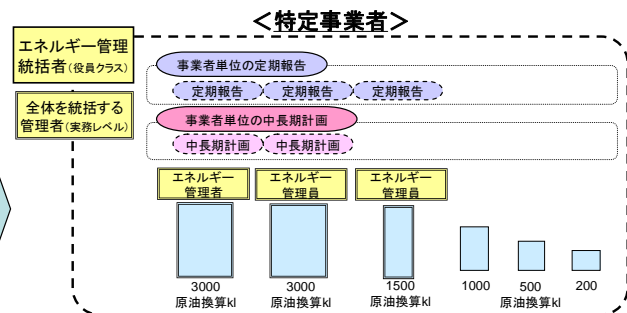 ＜特定事業者＞
エネルギー管理
統括者(役員クラス)
全体を統括する
管理者(実務レベル)
事業者単位の定期報告
定期報告 定期報告 定期報告
事業者単位の中長期計画
中長期計画 中長期計画
エネルギー
管理者
エネルギー
管理員
エネルギー
管理員
3000
原油換算kl
3000
原油換算kl
1500
原油換算kl
1000 500 200
原油換算kl